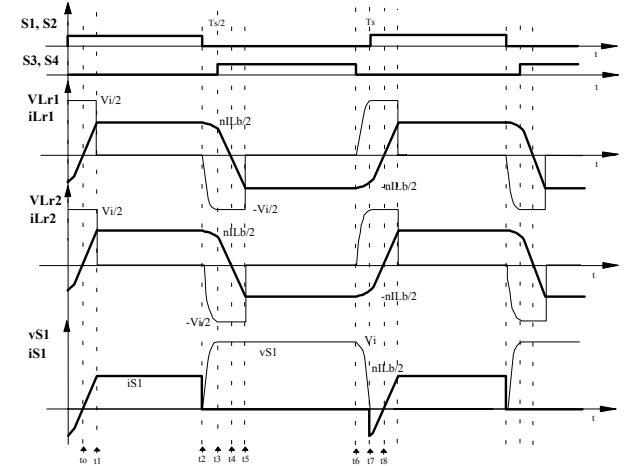 S1, S2
Ts/2
Ts
t
S3, S4
t
VLr1
Vi/2
iLr1
nILb/2
t
-nILb/2
-Vi/2
VLr2
Vi/2
iLr2
nILb/2
t
-nILb/2
-Vi/2
vS1
Vi
iS1
vS1
nILb/2
iS1
t
to
t1
t2
t3
t4
t5
t6
t7
t8